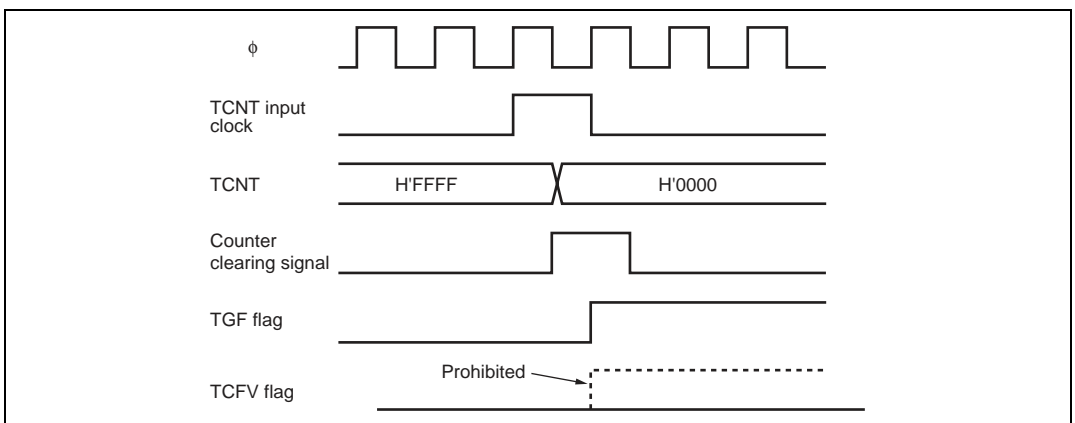 φ
TCNT input
clock
TCNT
H'FFFF
H'0000
Counter
clearing signal
TGF flag
Prohibited
TCFV flag